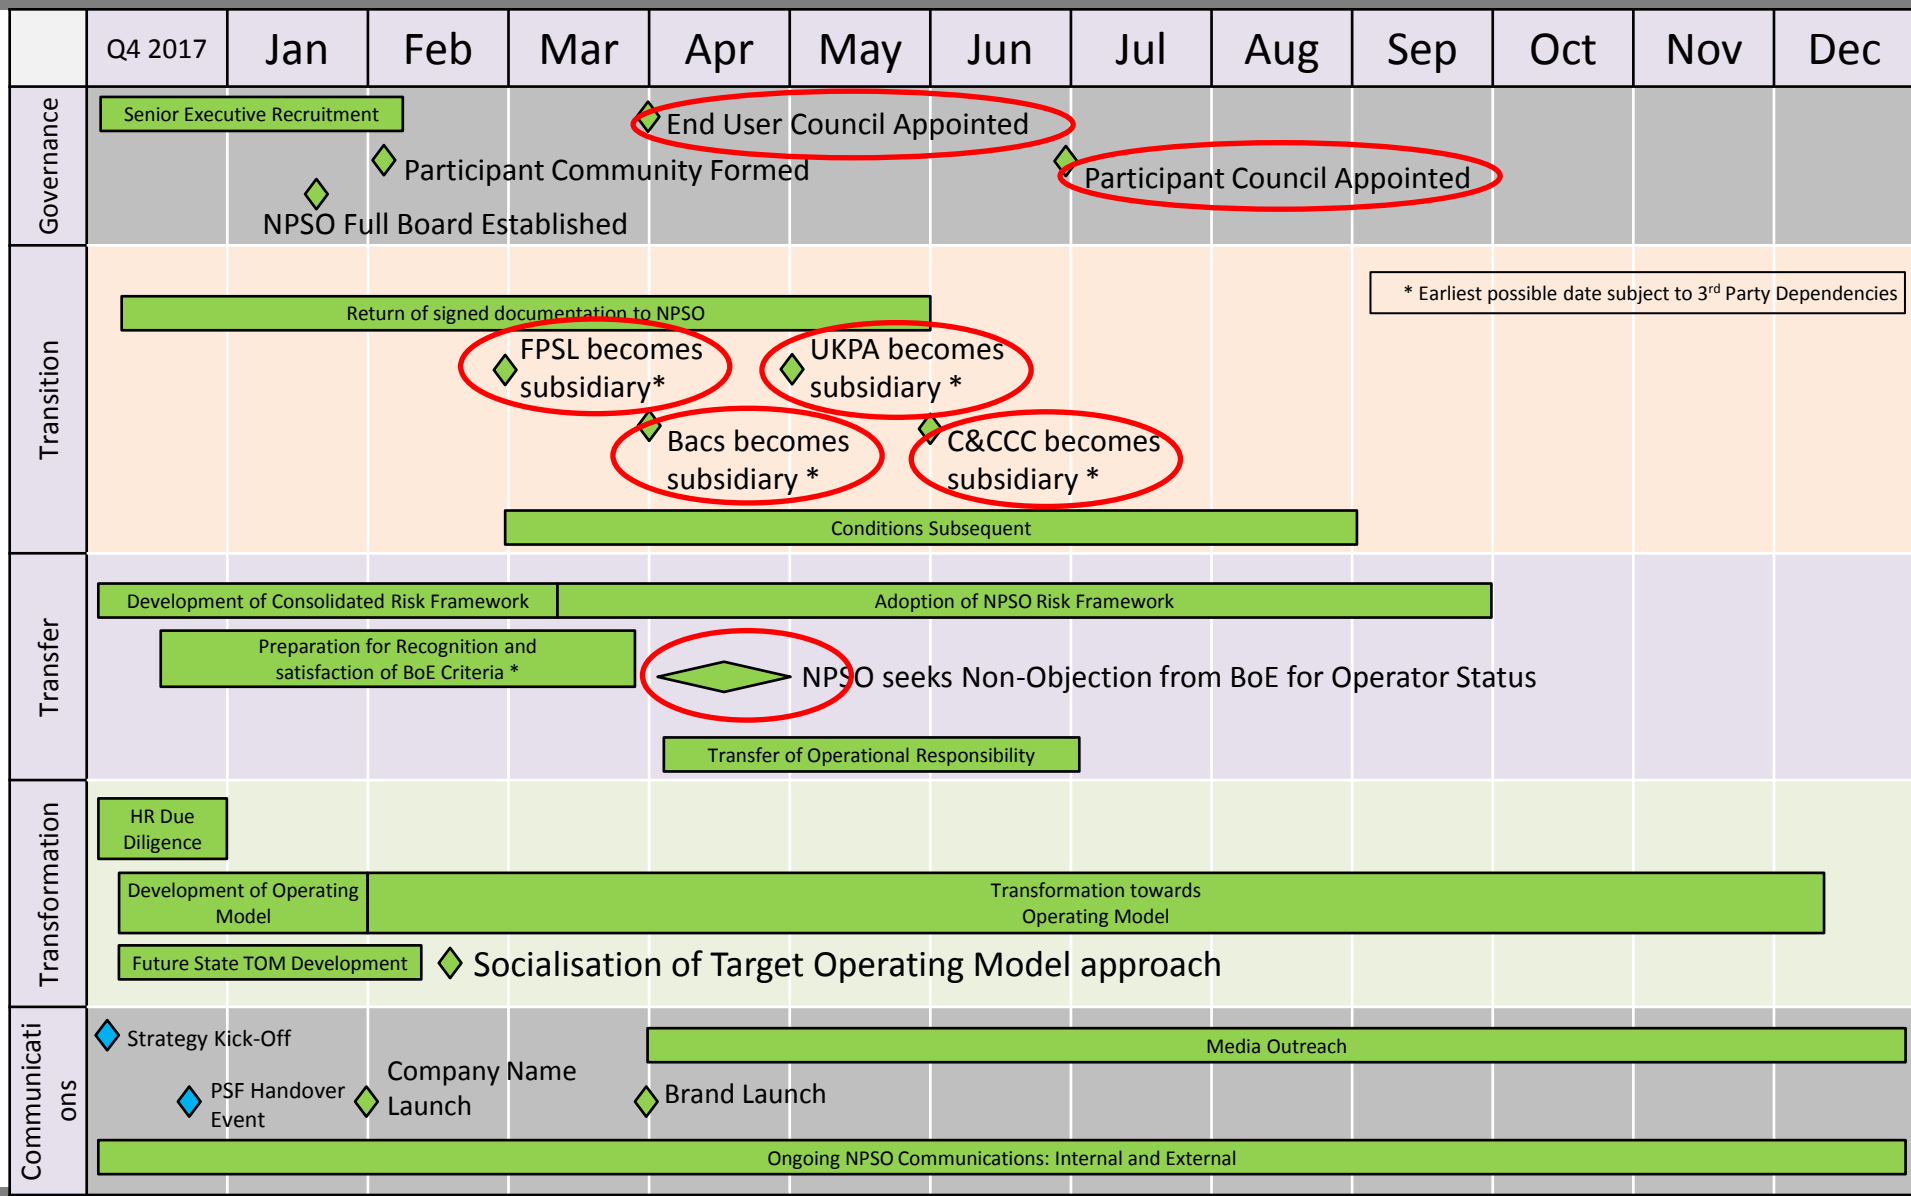 Q4 2017 Jan Feb Mar Apr May Jun Jul Aug Sep Oct Nov Dec
Governance
Senior Executive Recruitment
End User Council Appointed
Participant Community Formed
Participant Council Appointed
NPSO Full Board Established
Transition
* Earliest possible date subject to 3rd Party Dependencies
Return of signed documentation to NPSO
FPSL becomes
subsidiary*
UKPA becomes
subsidiary *
Bacs becomes
subsidiary *
C&CCC becomes
subsidiary *
Conditions Subsequent
Transfer
Development of Consolidated Risk Framework
Adoption of NPSO Risk Framework
Preparation for Recognition and
satisfaction of BoE Criteria *
NPSO seeks Non-Objection from BoE for Operator Status
Transfer of Operational Responsibility
Transformation
HR Due
Diligence
Development of Operating
Model
Transformation towards
Operating Model
Future State TOM Development
Socialisation of Target Operating Model approach
Communicati
ons
Strategy Kick-Off
Media Outreach
PSF Handover
Event
Company Name
Launch
Brand Launch
Ongoing NPSO Communications: Internal and External